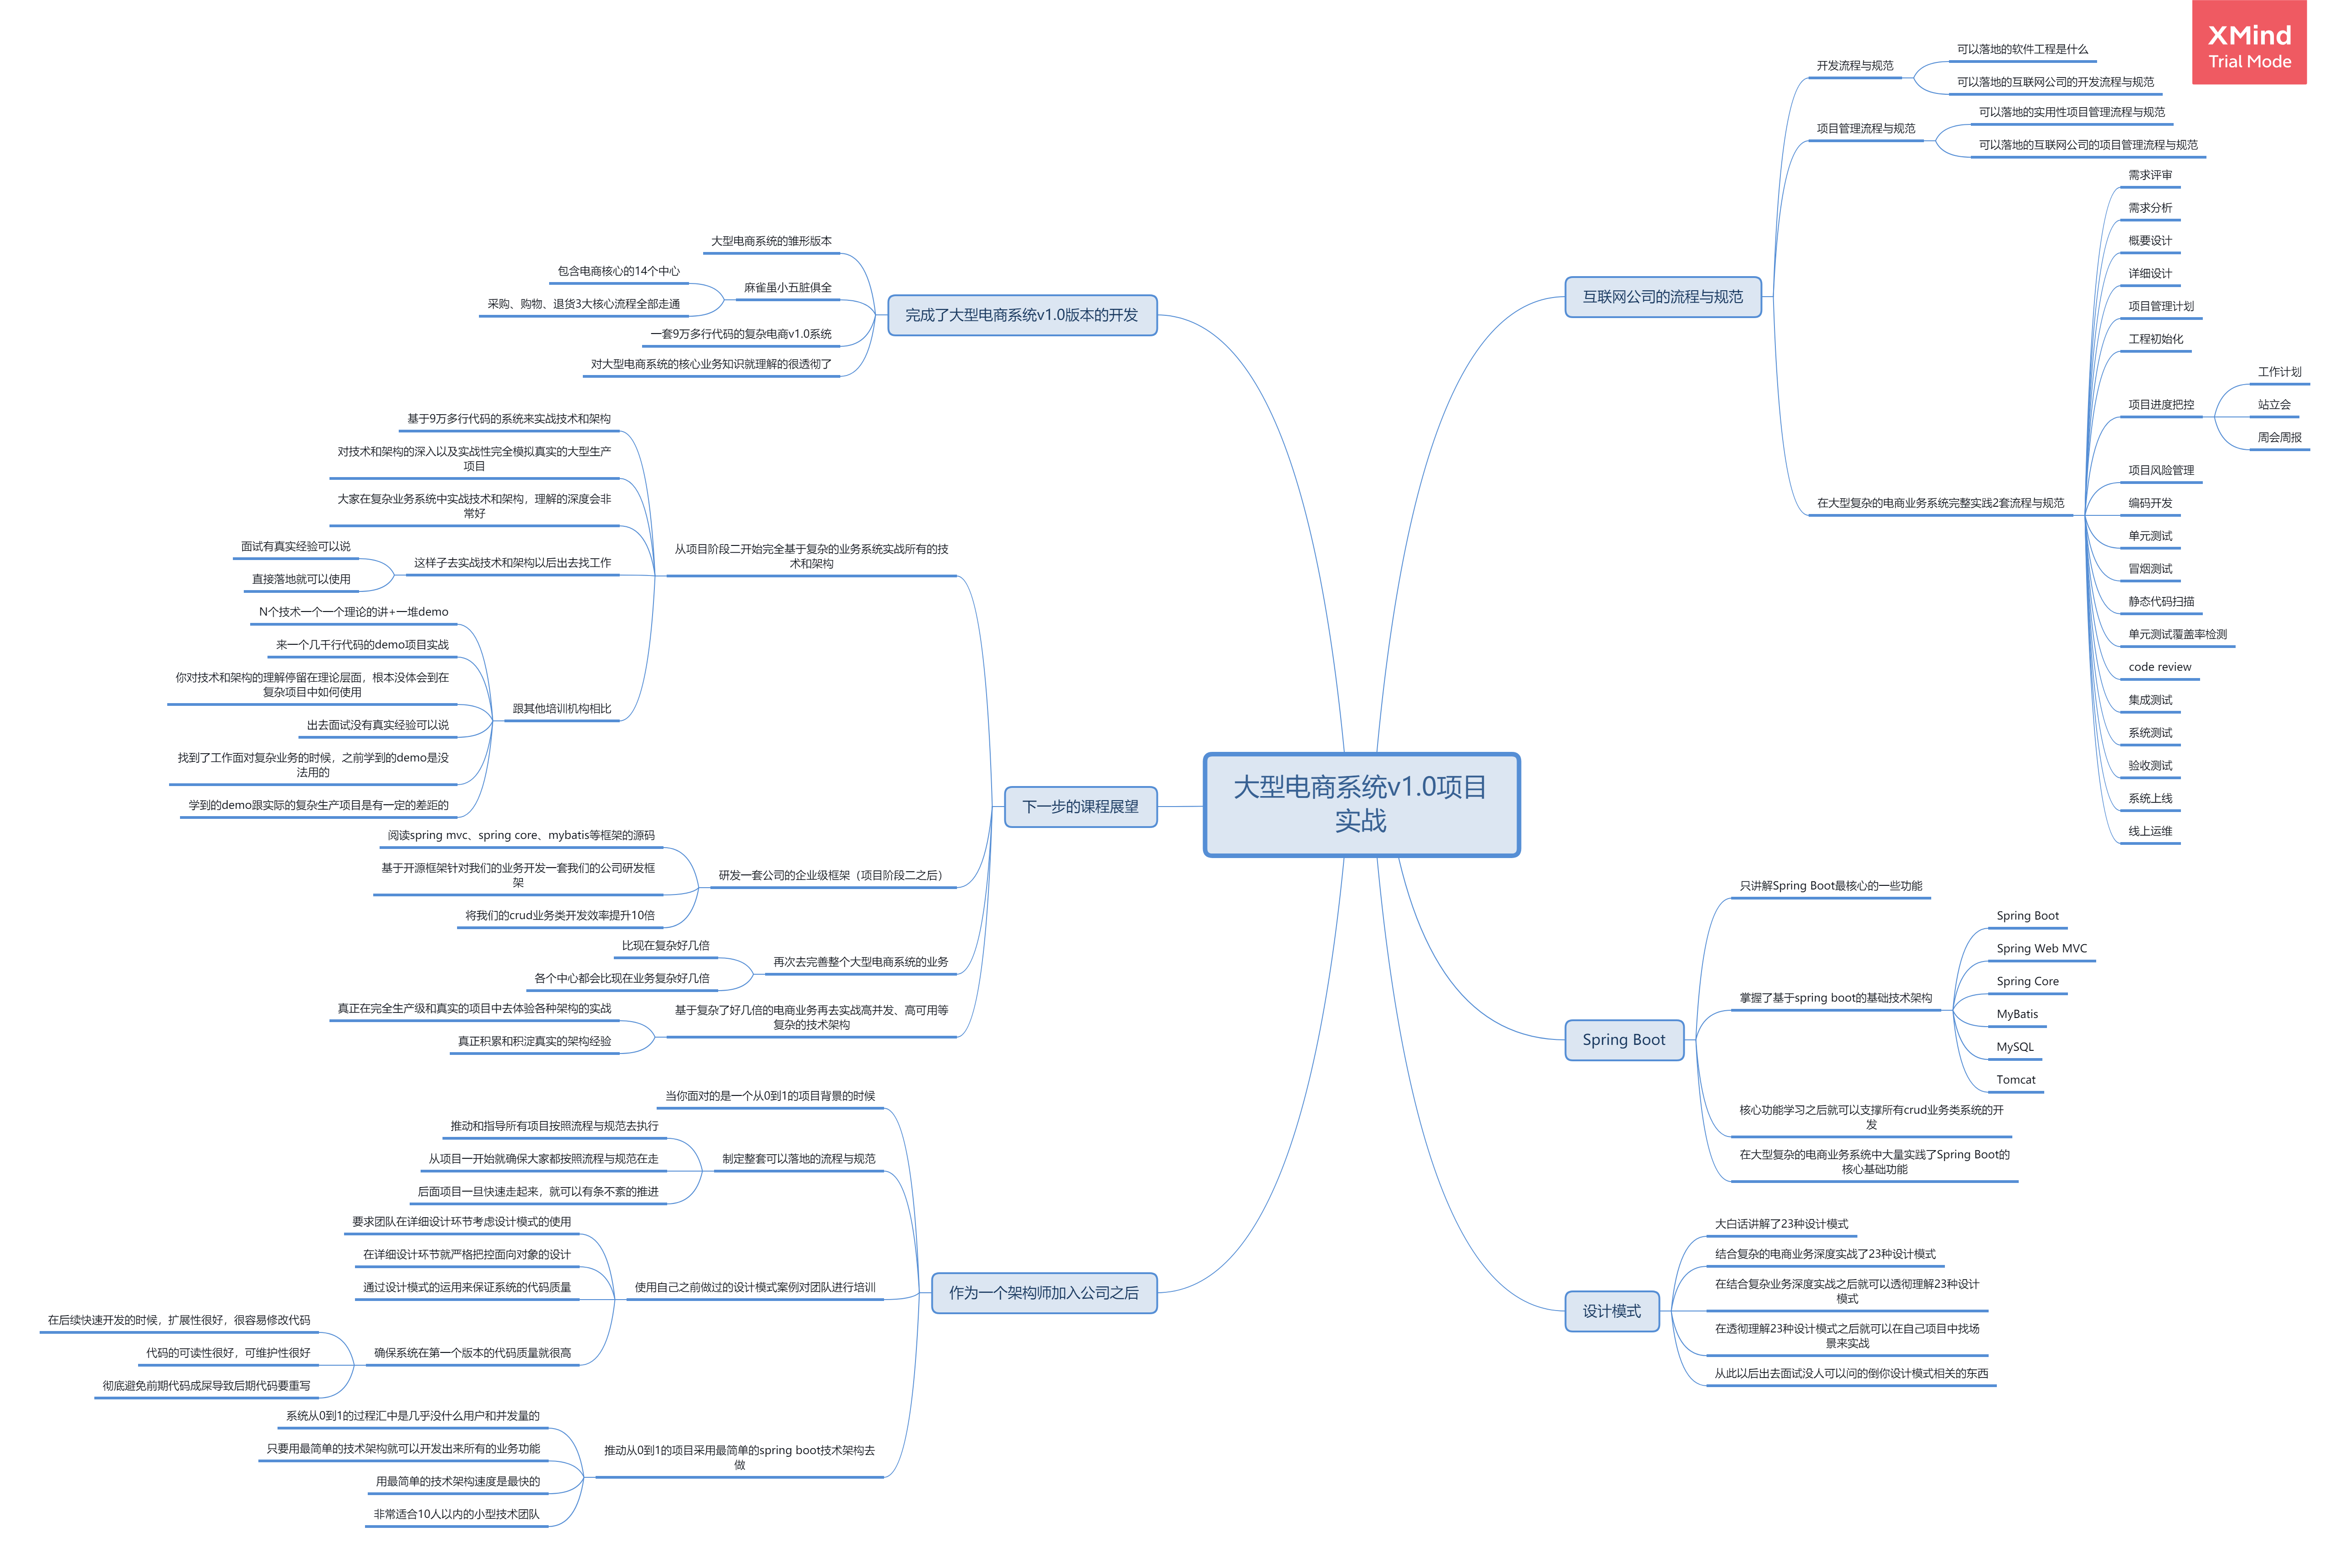 XMind
Trial Mode
大型电商系统v1.0项目
实战
互联网公司的流程与规范
开发流程与规范
可以落地的软件工程是什么
可以落地的互联网公司的开发流程与规范
项目管理流程与规范
可以落地的实用性项目管理流程与规范
可以落地的互联网公司的项目管理流程与规范
在大型复杂的电商业务系统完整实践2套流程与规范
需求评审
需求分析
概要设计
详细设计
项目管理计划
工程初始化
项目进度把控
工作计划
站立会
周会周报
项目风险管理
编码开发
单元测试
冒烟测试
静态代码扫描
单元测试覆盖率检测
code review
集成测试
系统测试
验收测试
系统上线
线上运维
Spring Boot
只讲解Spring Boot最核心的一些功能
掌握了基于spring boot的基础技术架构
Spring Boot
Spring Web MVC
Spring Core
MyBatis
MySQL
Tomcat
核心功能学习之后就可以支撑所有crud业务类系统的开
发
在大型复杂的电商业务系统中大量实践了Spring Boot的
核心基础功能
设计模式
大白话讲解了23种设计模式
结合复杂的电商业务深度实战了23种设计模式
在结合复杂业务深度实战之后就可以透彻理解23种设计
模式
在透彻理解23种设计模式之后就可以在自己项目中找场
景来实战
从此以后出去面试没人可以问的倒你设计模式相关的东西
完成了大型电商系统v1.0版本的开发
大型电商系统的雏形版本
麻雀虽小五脏俱全
包含电商核心的14个中心
采购、购物、退货3大核心流程全部走通
一套9万多行代码的复杂电商v1.0系统
对大型电商系统的核心业务知识就理解的很透彻了
下一步的课程展望
从项目阶段二开始完全基于复杂的业务系统实战所有的技
术和架构
基于9万多行代码的系统来实战技术和架构
对技术和架构的深入以及实战性完全模拟真实的大型生产
项目
大家在复杂业务系统中实战技术和架构，理解的深度会非
常好
这样子去实战技术和架构以后出去找工作
面试有真实经验可以说
直接落地就可以使用
跟其他培训机构相比
N个技术一个一个理论的讲+一堆demo
来一个几千行代码的demo项目实战
你对技术和架构的理解停留在理论层面，根本没体会到在
复杂项目中如何使用
出去面试没有真实经验可以说
找到了工作面对复杂业务的时候，之前学到的demo是没
法用的
学到的demo跟实际的复杂生产项目是有一定的差距的
研发一套公司的企业级框架（项目阶段二之后）
阅读spring mvc、spring core、mybatis等框架的源码
基于开源框架针对我们的业务开发一套我们的公司研发框
架
将我们的crud业务类开发效率提升10倍
再次去完善整个大型电商系统的业务
比现在复杂好几倍
各个中心都会比现在业务复杂好几倍
基于复杂了好几倍的电商业务再去实战高并发、高可用等
复杂的技术架构
真正在完全生产级和真实的项目中去体验各种架构的实战
真正积累和积淀真实的架构经验
作为一个架构师加入公司之后
当你面对的是一个从0到1的项目背景的时候
制定整套可以落地的流程与规范
推动和指导所有项目按照流程与规范去执行
从项目一开始就确保大家都按照流程与规范在走
后面项目一旦快速走起来，就可以有条不紊的推进
使用自己之前做过的设计模式案例对团队进行培训
要求团队在详细设计环节考虑设计模式的使用
在详细设计环节就严格把控面向对象的设计
通过设计模式的运用来保证系统的代码质量
确保系统在第一个版本的代码质量就很高
在后续快速开发的时候，扩展性很好，很容易修改代码
代码的可读性很好，可维护性很好
彻底避免前期代码成屎导致后期代码要重写
推动从0到1的项目采用最简单的spring boot技术架构去
做
系统从0到1的过程汇中是几乎没什么用户和并发量的
只要用最简单的技术架构就可以开发出来所有的业务功能
用最简单的技术架构速度是最快的
非常适合10人以内的小型技术团队